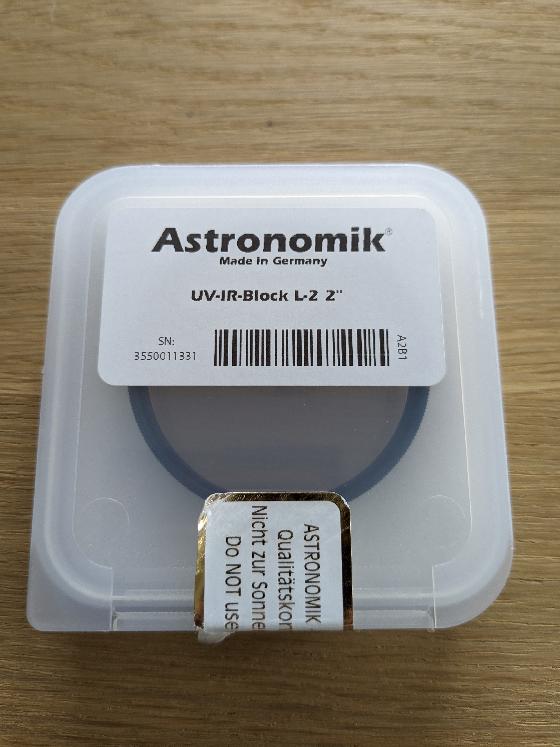 Astronomik®
Made in Germany
UV-IR-Block L-2 2"
SN:
3550011331
A2B1
ASTRONOMIK
Qualitätskon
Nicht zur Sonne
Do NOT use